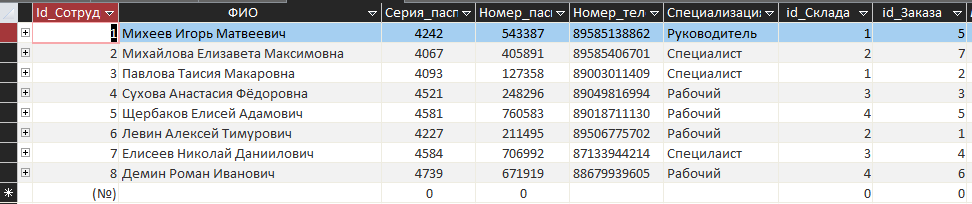 Id_Сотруд ФИО Серия_пасп Номер_пасп Номер_тел Специализация id_Склада id_Заказа
1 Михеев Игорь Матвеевич 4242 543387 89585138862 Руководитель 1 5
2 Михайлова Елизавета Максимовна 4067 405891 89585406701 Специалист 2 7
3 Павлова Таисия Макаровна 4093 127358 89003011409 Специалист 1 2
4 Сухова Анастасия Фёдоровна 4521 248296 89049816994 Рабочий 3 3
5 Щербаков Елисей Адамович 4581 760583 89018711130 Рабочий 4 5
6 Левин Алексей Тимурович 4227 211495 89506775702 Рабочий 2 1
7 Елисеев Николай Даниилович 4584 706992 87133944214 Специлаист 3 4
8 Демин Роман Иванович 4739 671919 88679939605 Рабочий 4 6
(№) 0 0 0 0